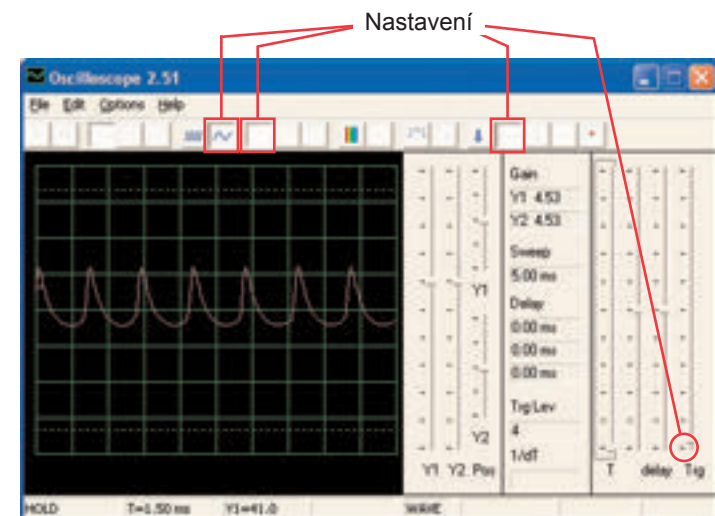 Nastavení
Oscilloscope 2.51
File Edit Options Help
Gain
Y1 4.53
Y2 4.53
Sweep
5.00 ms
Delay
0.00 ms
0.00 ms
0.00 ms
Trg Lev
4
1/dT
Y1
Y2
Y1 Y2 Pos
T delay Trg
HOLD T=1.50 ms Y1=41.0 WAVE